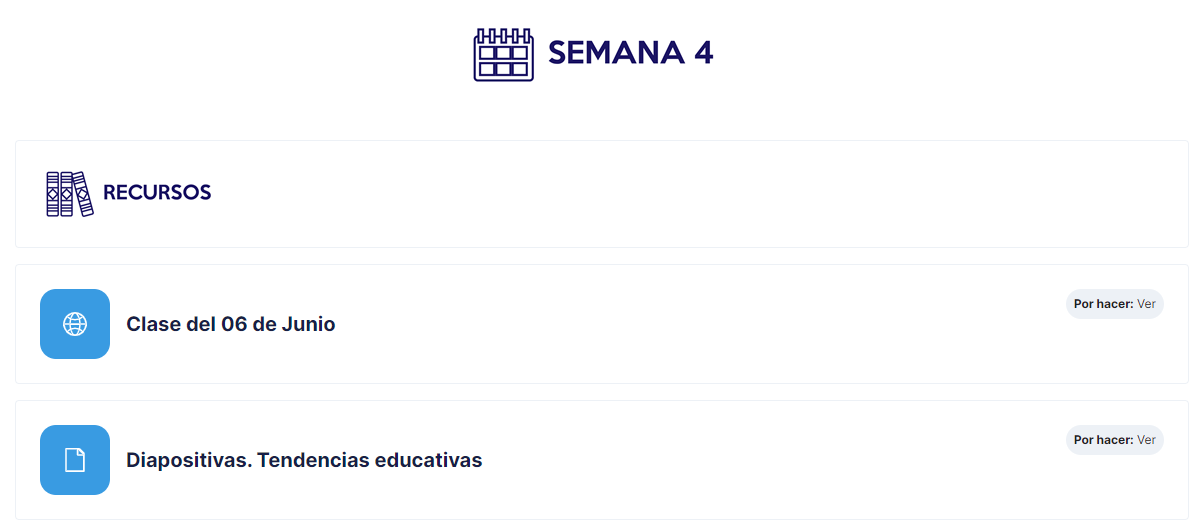 SEMANA 4
RECURSOS
Clase del 06 de Junio
Por hacer: Ver
Diapositivas. Tendencias educativas
Por hacer: Ver